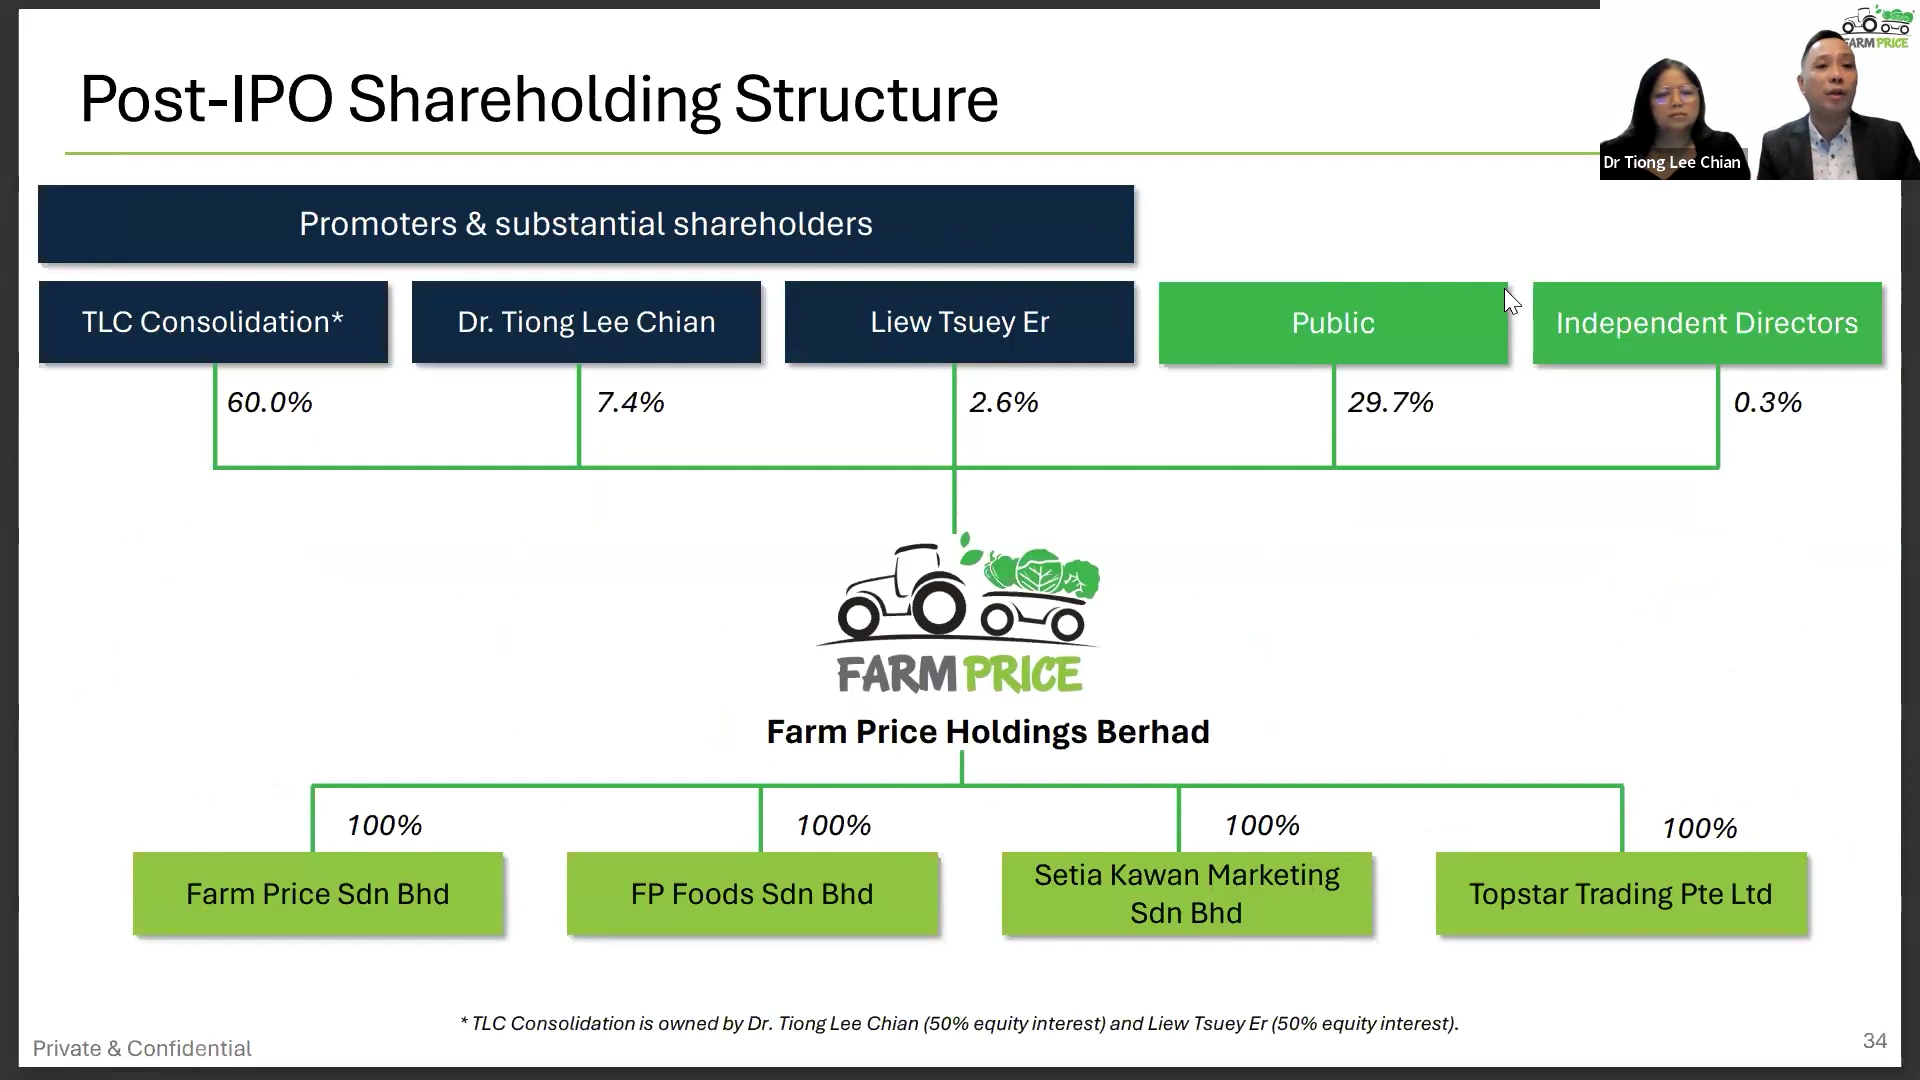 Post-IPO Shareholding Structure
FARM PRICE
Dr Tiong Lee Chian
Promoters & substantial shareholders
TLC Consolidation*
Dr. Tiong Lee Chian
Liew Tsuey Er
Public
Independent Directors
60.0%
7.4%
2.6%
29.7%
0.3%
FARM PRICE
Farm Price Holdings Berhad
100%
100%
100%
100%
Farm Price Sdn Bhd
FP Foods Sdn Bhd
Setia Kawan Marketing
Sdn Bhd
Topstar Trading Pte Ltd
* TLC Consolidation is owned by Dr. Tiong Lee Chian (50% equity interest) and Liew Tsuey Er (50% equity interest).
Private & Confidential
34